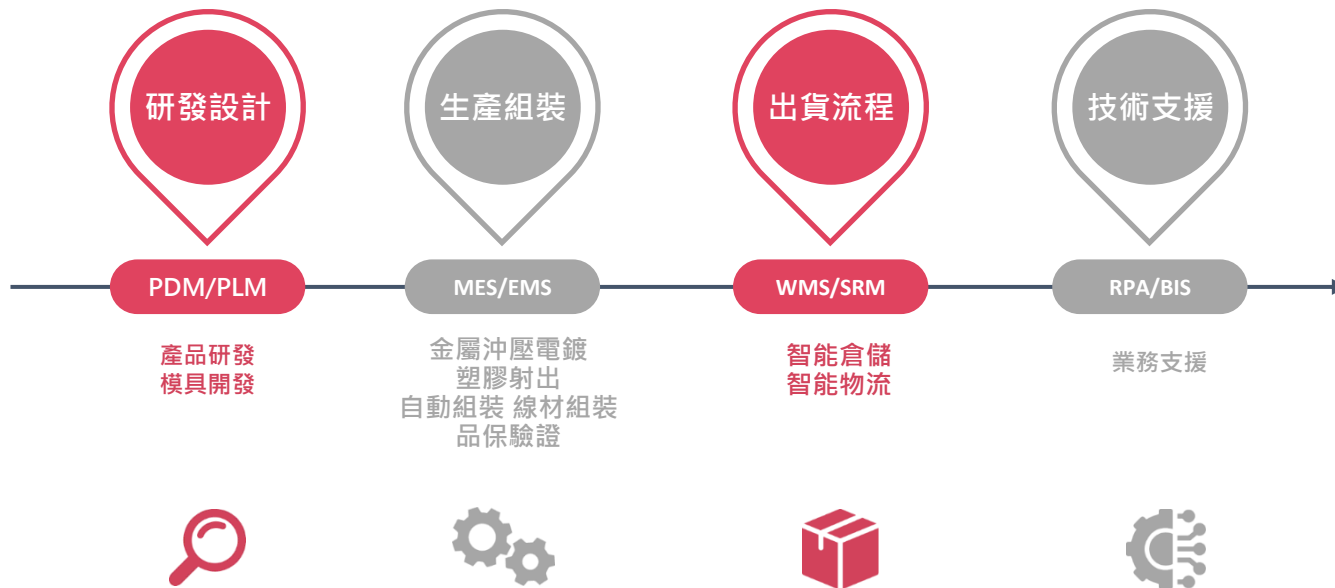 研發設計
生產組裝
出貨流程
技術支援
PDM/PLM
MES/EMS
WMS/SRM
RPA/BIS
產品研發
模具開發
金屬沖壓電鍍
塑膠射出
自動組裝 線材組裝
品保驗證
智能倉儲
智能物流
業務支援